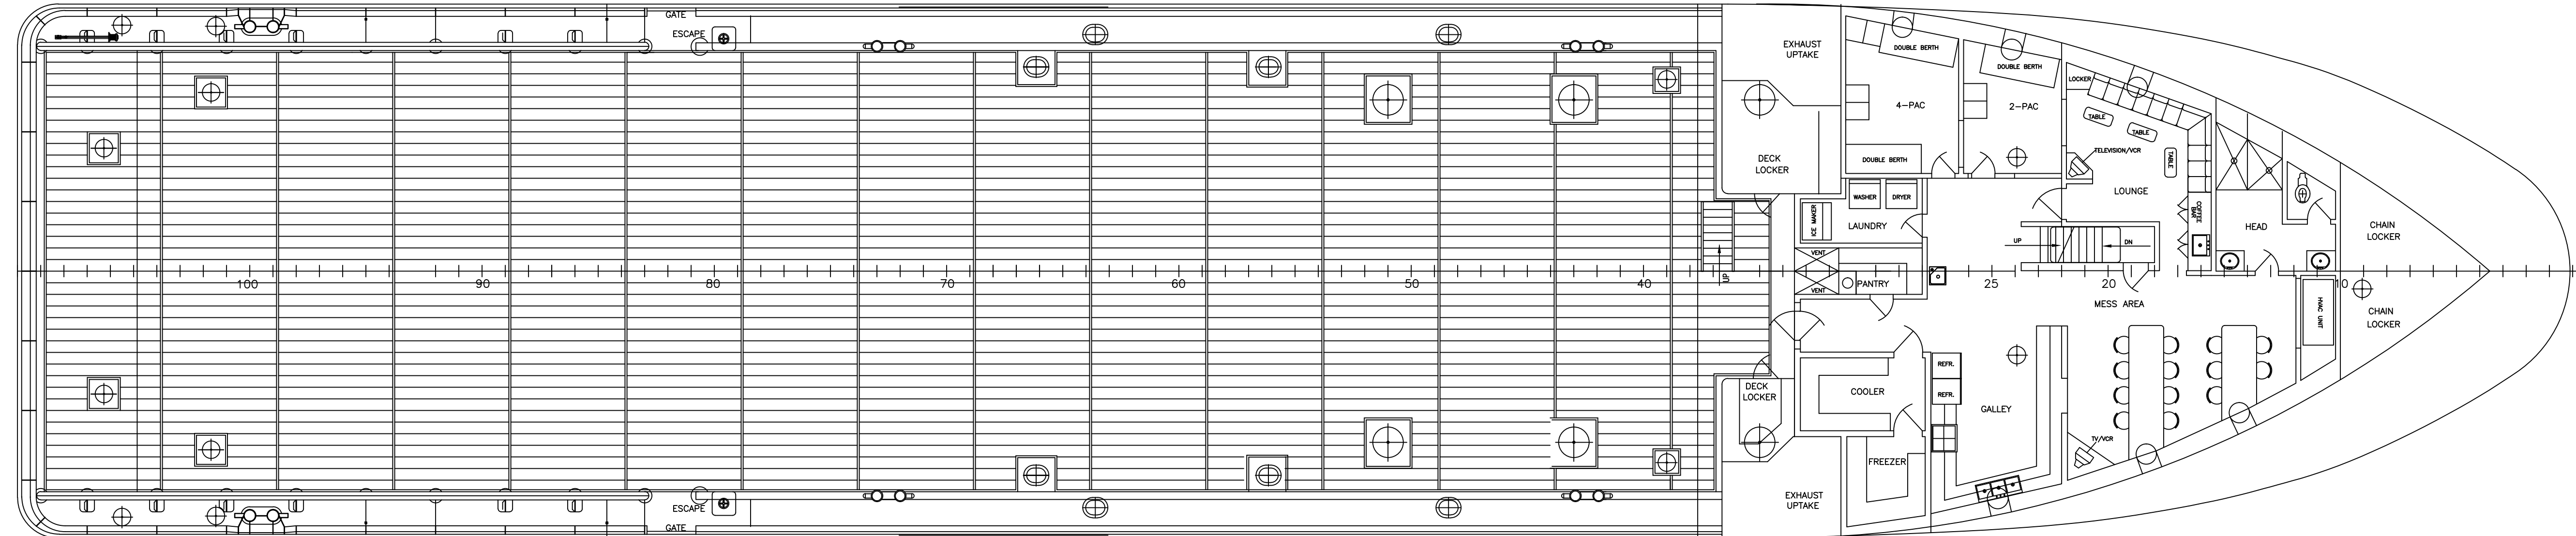 GATE
ESCAPE
EXHAUST
UPTAKE
DOUBLE BERTH
DOUBLE BERTH
LOCKER
4-PAC
2-PAC
TABLE
TABLE
TABLE
TELEVISION/VCR
DECK
LOCKER
DOUBLE BERTH
LOUNGE
WASHER
DRYER
ICE MAKER
LAUNDRY
COFFEE
BAR
HEAD
CHAIN
LOCKER
UP
DN
VENT
UP
100
90
80
70
60
50
40
PANTRY
25
20
10
VENT
MESS AREA
HVAC UNIT
CHAIN
LOCKER
REFR.
DECK
LOCKER
COOLER
REFR.
GALLEY
TV/VCR
FREEZER
EXHAUST
UPTAKE
ESCAPE
GATE